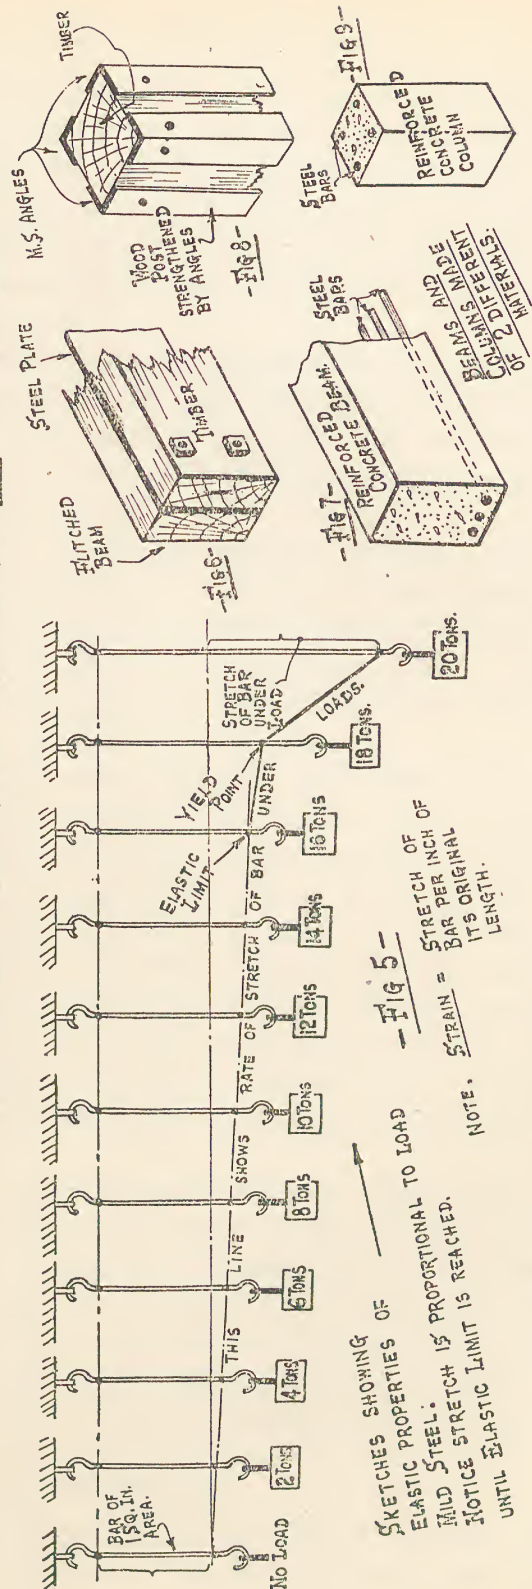 BAR OF
1 SQ. IN.
AREA.
NO LOAD
2 TONS
4 TONS
6 TONS
8 TONS
10 TONS
12 TONS
14 TONS
16 TONS
18 TONS.
20 TONS.
THIS LINE SHOWS RATE OF STRETCH OF BAR UNDER LOADS.
ELASTIC
LIMIT
YIELD
POINT
STRETCH
OF BAR
UNDER
LOAD
SKETCHES SHOWING
ELASTIC PROPERTIES OF
MILD STEEL.
NOTICE STRETCH IS PROPORTIONAL TO LOAD
UNTIL ELASTIC LIMIT IS REACHED.
-FIG 5-
NOTE. STRAIN = STRETCH OF
BAR PER INCH OF
ITS ORIGINAL
LENGTH.
FLITCHED
BEAM
STEEL PLATE
TIMBER
-FIG 6-
M.S. ANGLES
TIMBER
WOOD
POST
STRENGTHENED
BY ANGLES
-FIG 8-
-FIG 7-
REINFORCED
CONCRETE BEAM.
STEEL
BARS
STEEL
BARS
-FIG 9-
REINFORCED
CONCRETE
COLUMN
BEAMS AND
COLUMNS MADE
OF 2 DIFFERENT
MATERIALS.